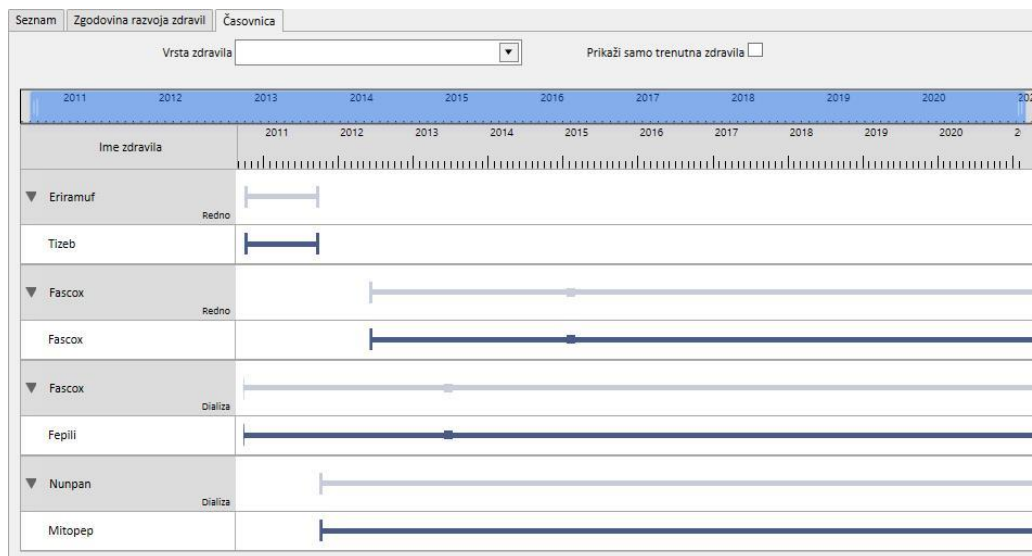 Seznam Zgodovina razvoja zdravil Časovnica
Vrsta zdravila Prikaži samo trenutna zdravila
2011 2012 2013 2014 2015 2016 2017 2018 2019 2020 202
Ime zdravila 2011 2012 2013 2014 2015 2016 2017 2018 2019 2020 2
Eriramuf
Redno
Tizeb
Fascox
Redno
Fascox
Fascox
Dializa
Fepili
Nunpan
Dializa
Mitopep